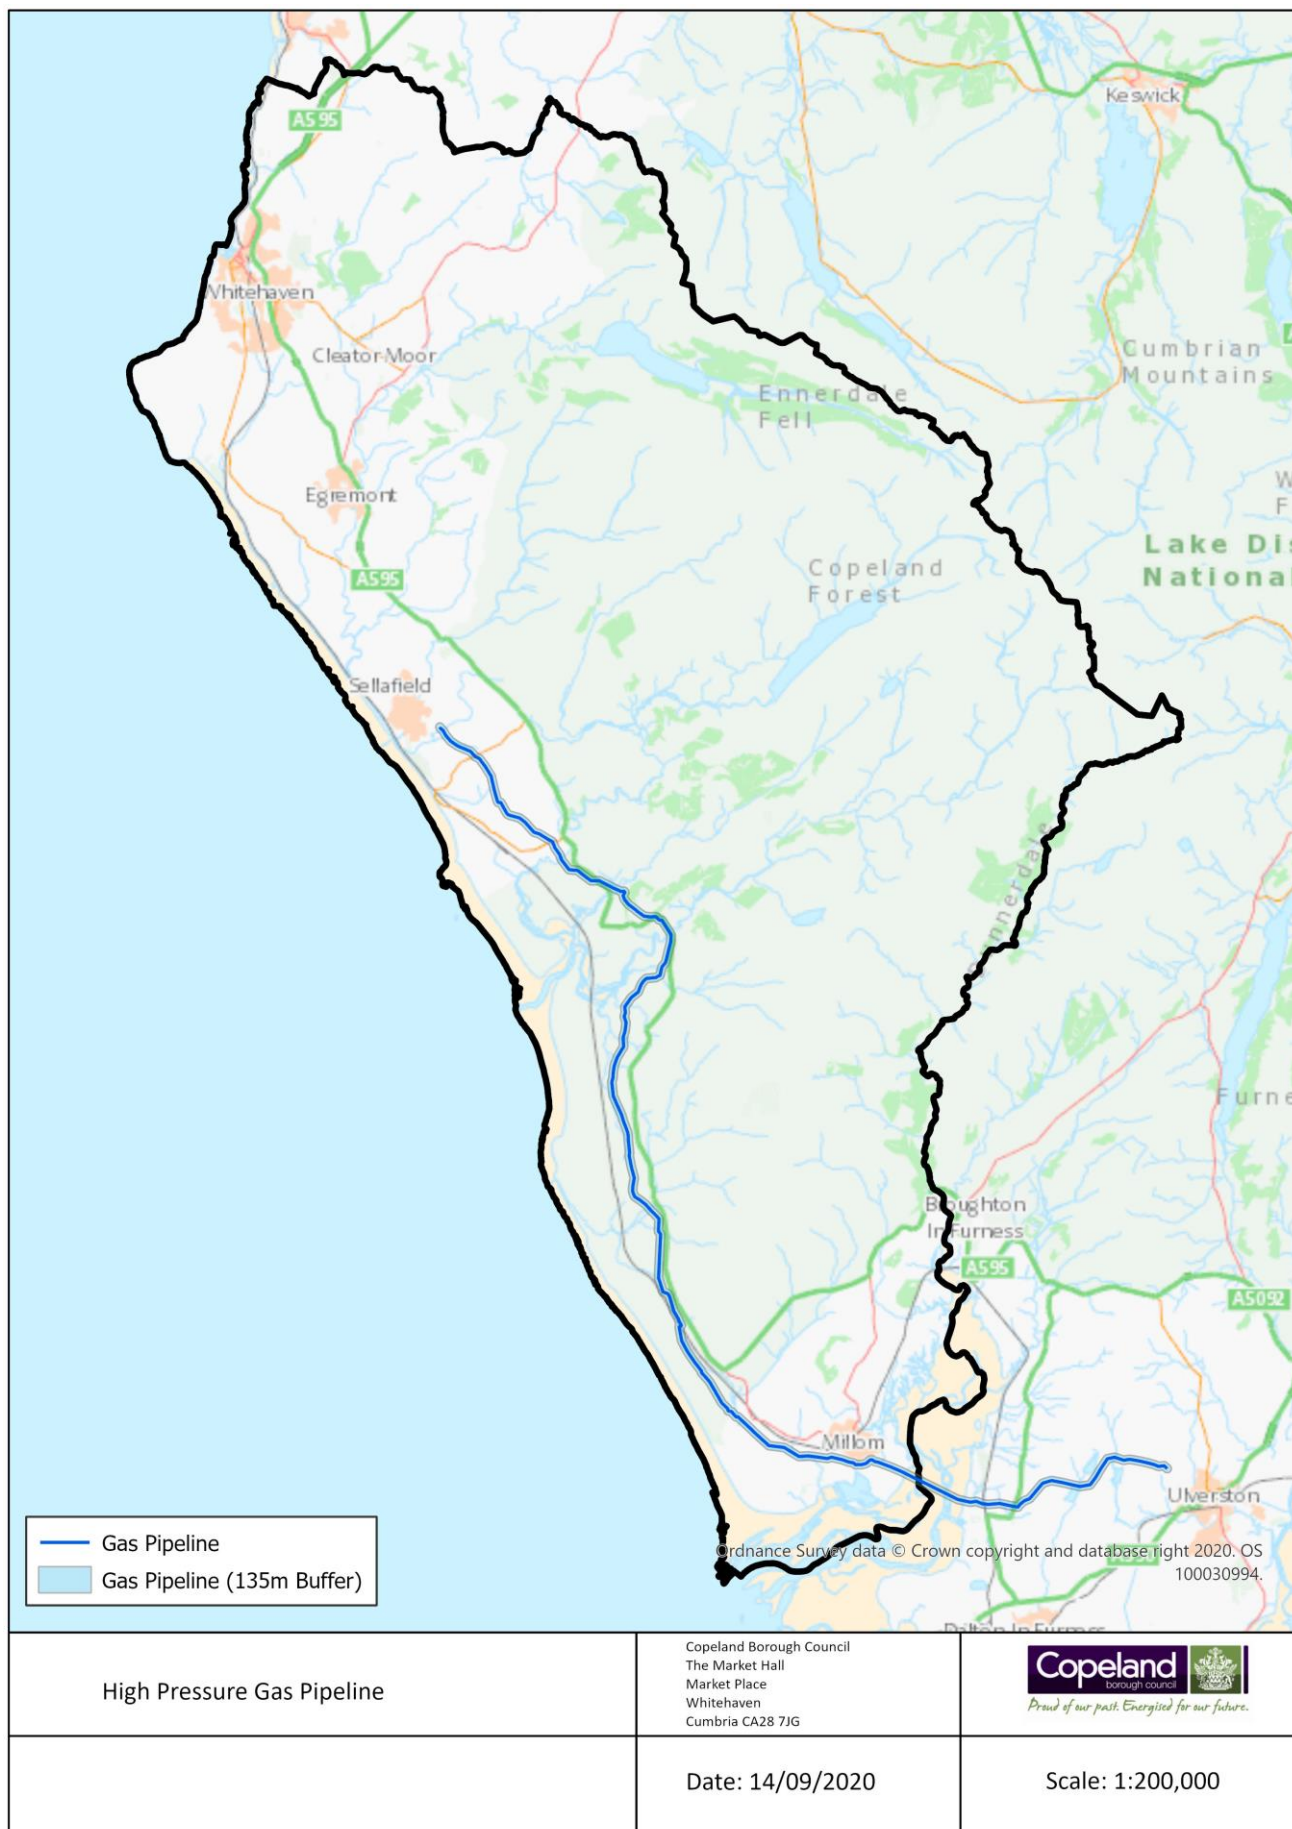 Keswick
A595
Whitehaven
Cleator Moor
Cumbrian
Mountains
Ennerdale
Fell
Egremont
Lake Dis
National
A595
Copeland
Forest
Sellafield
Furne
Broughton
In Furness
A595
A5092
Millom
Ulverston
Gas Pipeline
Gas Pipeline (135m Buffer)
Ordnance Survey data © Crown copyright and database right 2020. OS
100030994.
Dalton In Furness
High Pressure Gas Pipeline
Copeland Borough Council
The Market Hall
Market Place
Whitehaven
Cumbria CA28 7JG
Copeland
borough council
Proud of our past. Energised for our future.
Date: 14/09/2020
Scale: 1:200,000